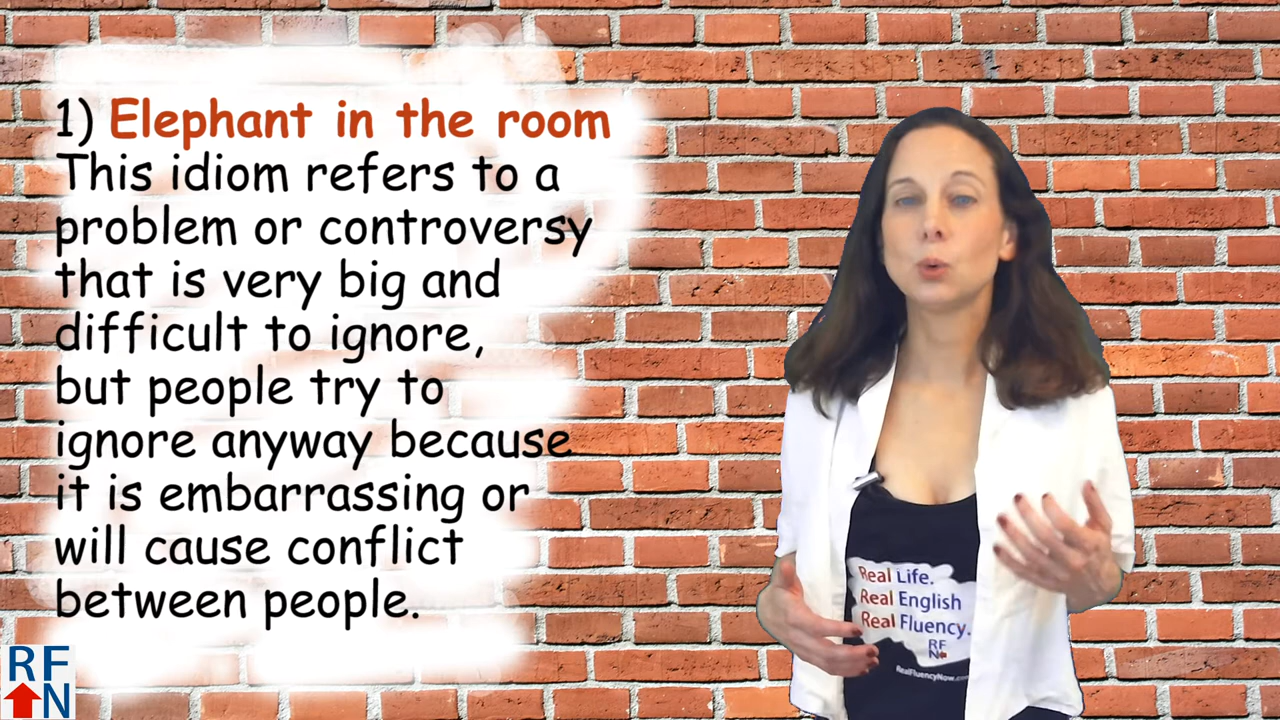 1) Elephant in the room
This idiom refers to a
problem or controversy
that is very big and
difficult to ignore,
but people try to
ignore anyway because
it is embarrassing or
will cause conflict
between people.
Real Life.
Real English
Real Fluency.
RF
N
RealFluencyNow.com
RF
N